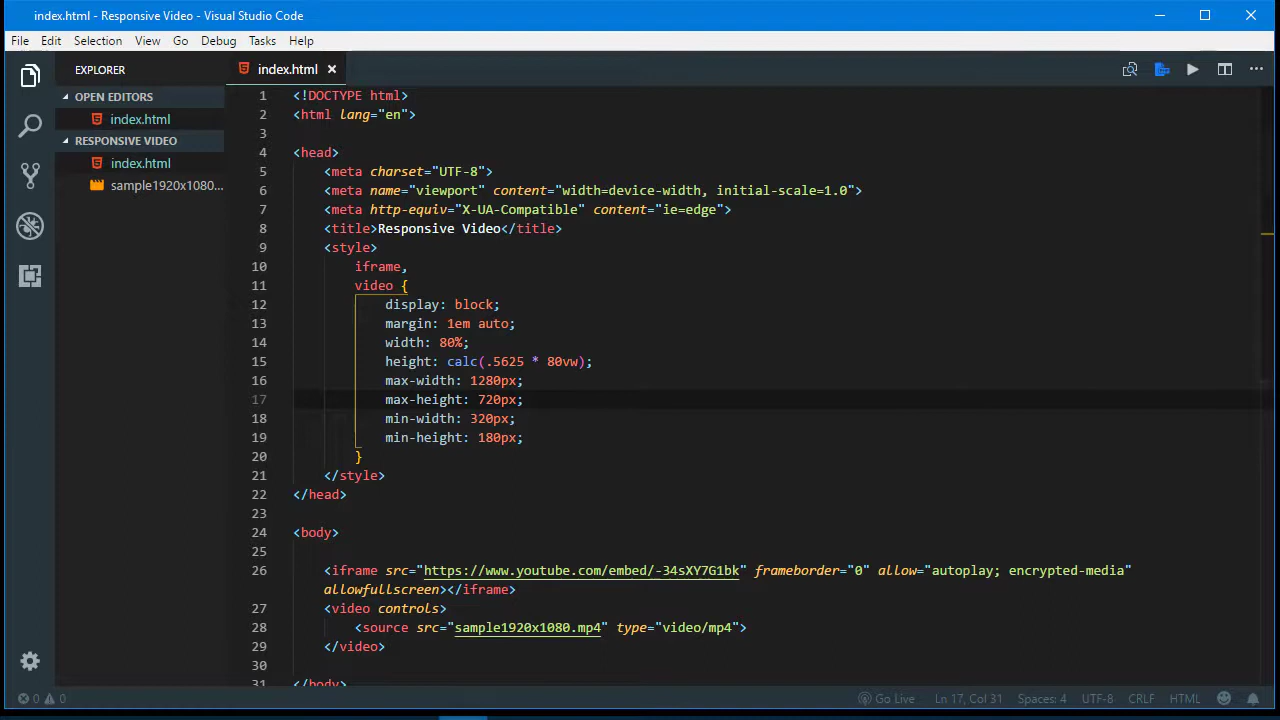 index.html - Responsive Video - Visual Studio Code
File Edit Selection View Go Debug Tasks Help
EXPLORER
OPEN EDITORS
index.html
RESPONSIVE VIDEO
index.html
sample1920x1080...
index.html
1 <!DOCTYPE html>
2 <html lang="en">
3
4 <head>
5 <meta charset="UTF-8">
6 <meta name="viewport" content="width=device-width, initial-scale=1.0">
7 <meta http-equiv="X-UA-Compatible" content="ie=edge">
8 <title>Responsive Video</title>
9 <style>
10 iframe,
11 video {
12 display: block;
13 margin: 1em auto;
14 width: 80%;
15 height: calc(.5625 * 80vw);
16 max-width: 1280px;
17 max-height: 720px;
18 min-width: 320px;
19 min-height: 180px;
20 }
21 </style>
22 </head>
23
24 <body>
25
26 <iframe src="https://www.youtube.com/embed/-34sXY7G1bk" frameborder="0" allow="autoplay; encrypted-media"
allowfullscreen></iframe>
27 <video controls>
28 <source src="sample1920x1080.mp4" type="video/mp4">
29 </video>
30
31 </body>
0 0 Go Live Ln 17, Col 31 Spaces: 4 UTF-8 CRLF HTML